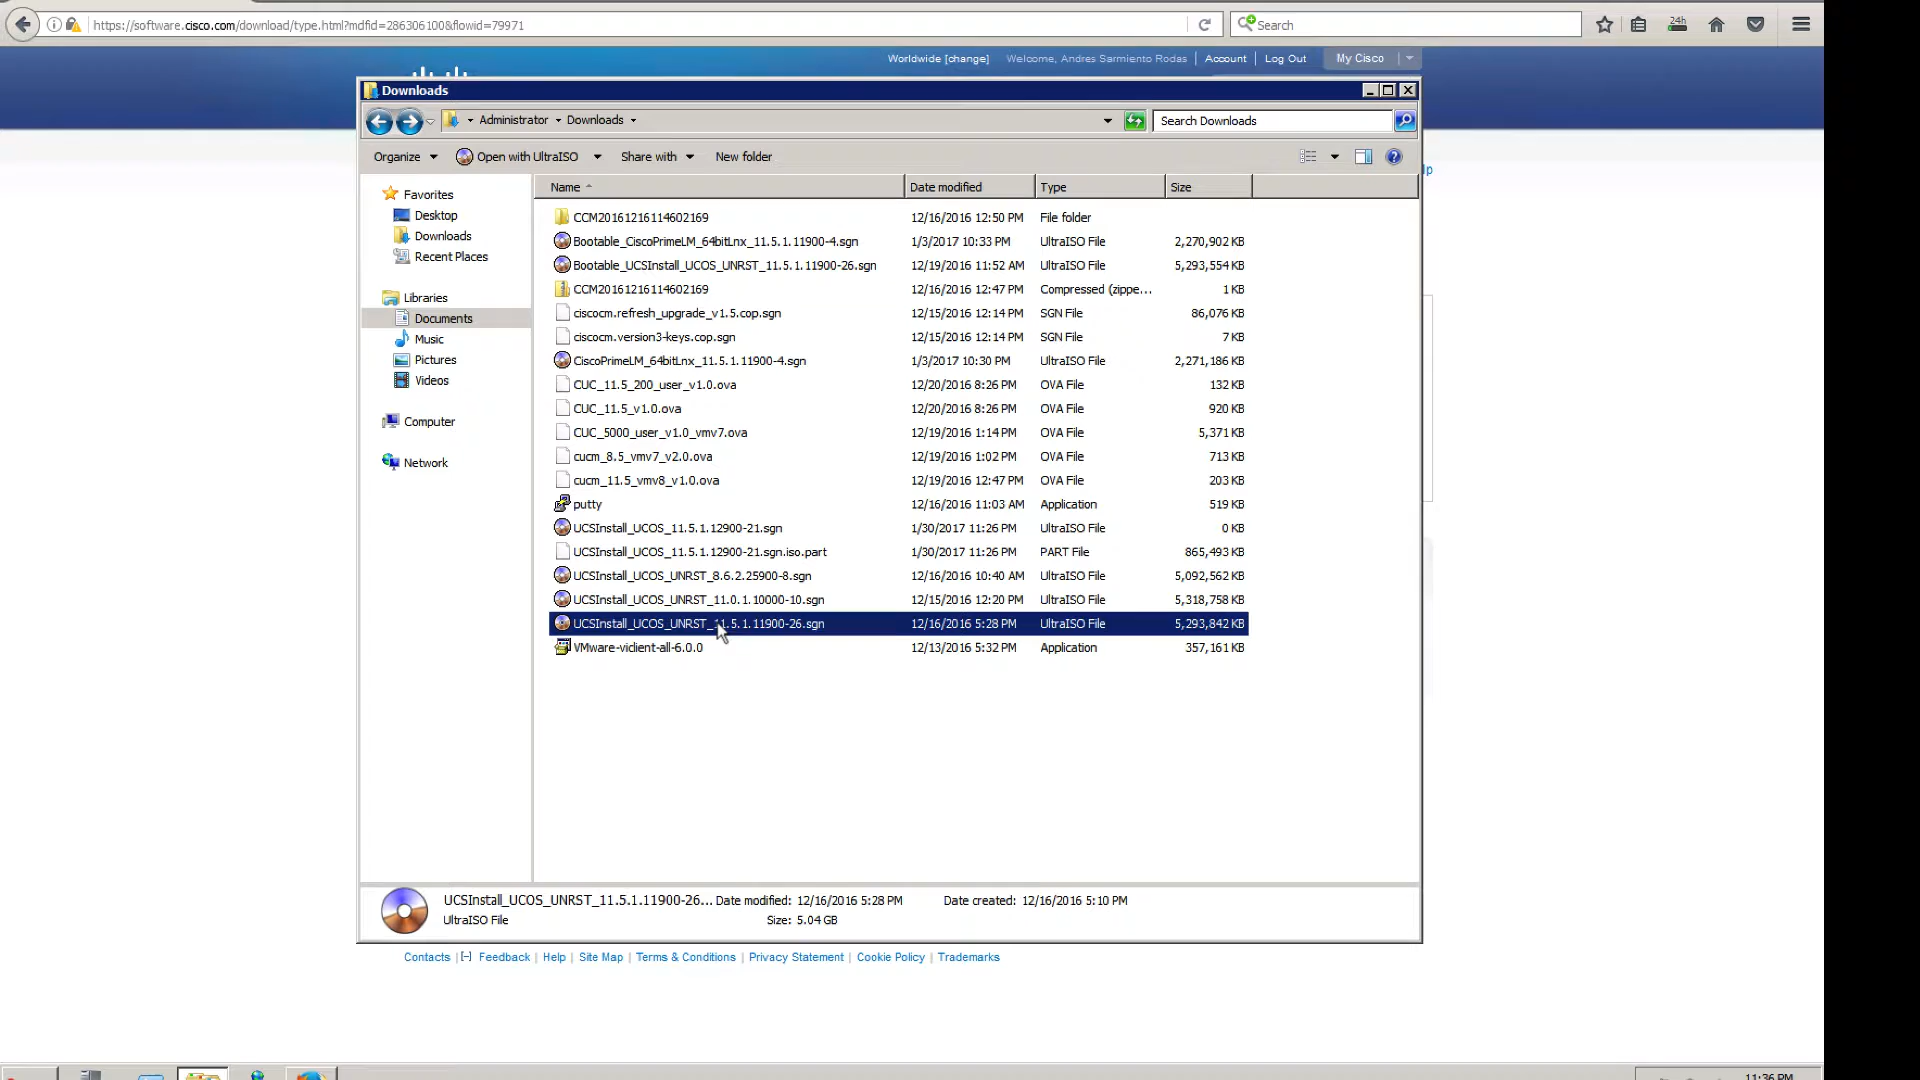 https://software.cisco.com/download/type.html?mdfid=286306100&flowid=79971
Search
24h
Worldwide [change] Welcome, Andres Sarmiento Rodas Account Log Out My Cisco
Downloads
Administrator Downloads
Search Downloads
Organize Open with UltraISO Share with New folder
Name Date modified Type Size
Favorites
Desktop
Downloads
Recent Places
Libraries
Documents
Music
Pictures
Videos
Computer
Network
CCM20161216114602169 12/16/2016 12:50 PM File folder
Bootable_CiscoPrimeLM_64bitLnx_11.5.1.11900-4.sgn 1/3/2017 10:33 PM UltraISO File 2,270,902 KB
Bootable_UCSInstall_UCOS_UNRST_11.5.1.11900-26.sgn 12/19/2016 11:52 AM UltraISO File 5,293,554 KB
CCM20161216114602169 12/16/2016 12:47 PM Compressed (zippe... 1 KB
ciscocm.refresh_upgrade_v1.5.cop.sgn 12/15/2016 12:14 PM SGN File 86,076 KB
ciscocm.version3-keys.cop.sgn 12/15/2016 12:14 PM SGN File 7 KB
CiscoPrimeLM_64bitLnx_11.5.1.11900-4.sgn 1/3/2017 10:30 PM UltraISO File 2,271,186 KB
CUC_11.5_200_user_v1.0.ova 12/20/2016 8:26 PM OVA File 132 KB
CUC_11.5_v1.0.ova 12/20/2016 8:26 PM OVA File 920 KB
CUC_5000_user_v1.0_vmv7.ova 12/19/2016 1:14 PM OVA File 5,371 KB
cucm_8.5_vmv7_v2.0.ova 12/19/2016 1:02 PM OVA File 713 KB
cucm_11.5_vmv8_v1.0.ova 12/19/2016 12:47 PM OVA File 203 KB
putty 12/16/2016 11:03 AM Application 519 KB
UCSInstall_UCOS_11.5.1.12900-21.sgn 1/30/2017 11:26 PM UltraISO File 0 KB
UCSInstall_UCOS_11.5.1.12900-21.sgn.iso.part 1/30/2017 11:26 PM PART File 865,493 KB
UCSInstall_UCOS_UNRST_8.6.2.25900-8.sgn 12/16/2016 10:40 AM UltraISO File 5,092,562 KB
UCSInstall_UCOS_UNRST_11.0.1.10000-10.sgn 12/15/2016 12:20 PM UltraISO File 5,318,758 KB
UCSInstall_UCOS_UNRST_11.5.1.11900-26.sgn 12/16/2016 5:28 PM UltraISO File 5,293,842 KB
VMware-viclient-all-6.0.0 12/13/2016 5:32 PM Application 357,161 KB
UCSInstall_UCOS_UNRST_11.5.1.11900-26... Date modified: 12/16/2016 5:28 PM Date created: 12/16/2016 5:10 PM
UltraISO File Size: 5.04 GB
Contacts | [-] Feedback | Help | Site Map | Terms & Conditions | Privacy Statement | Cookie Policy | Trademarks
11:36 PM